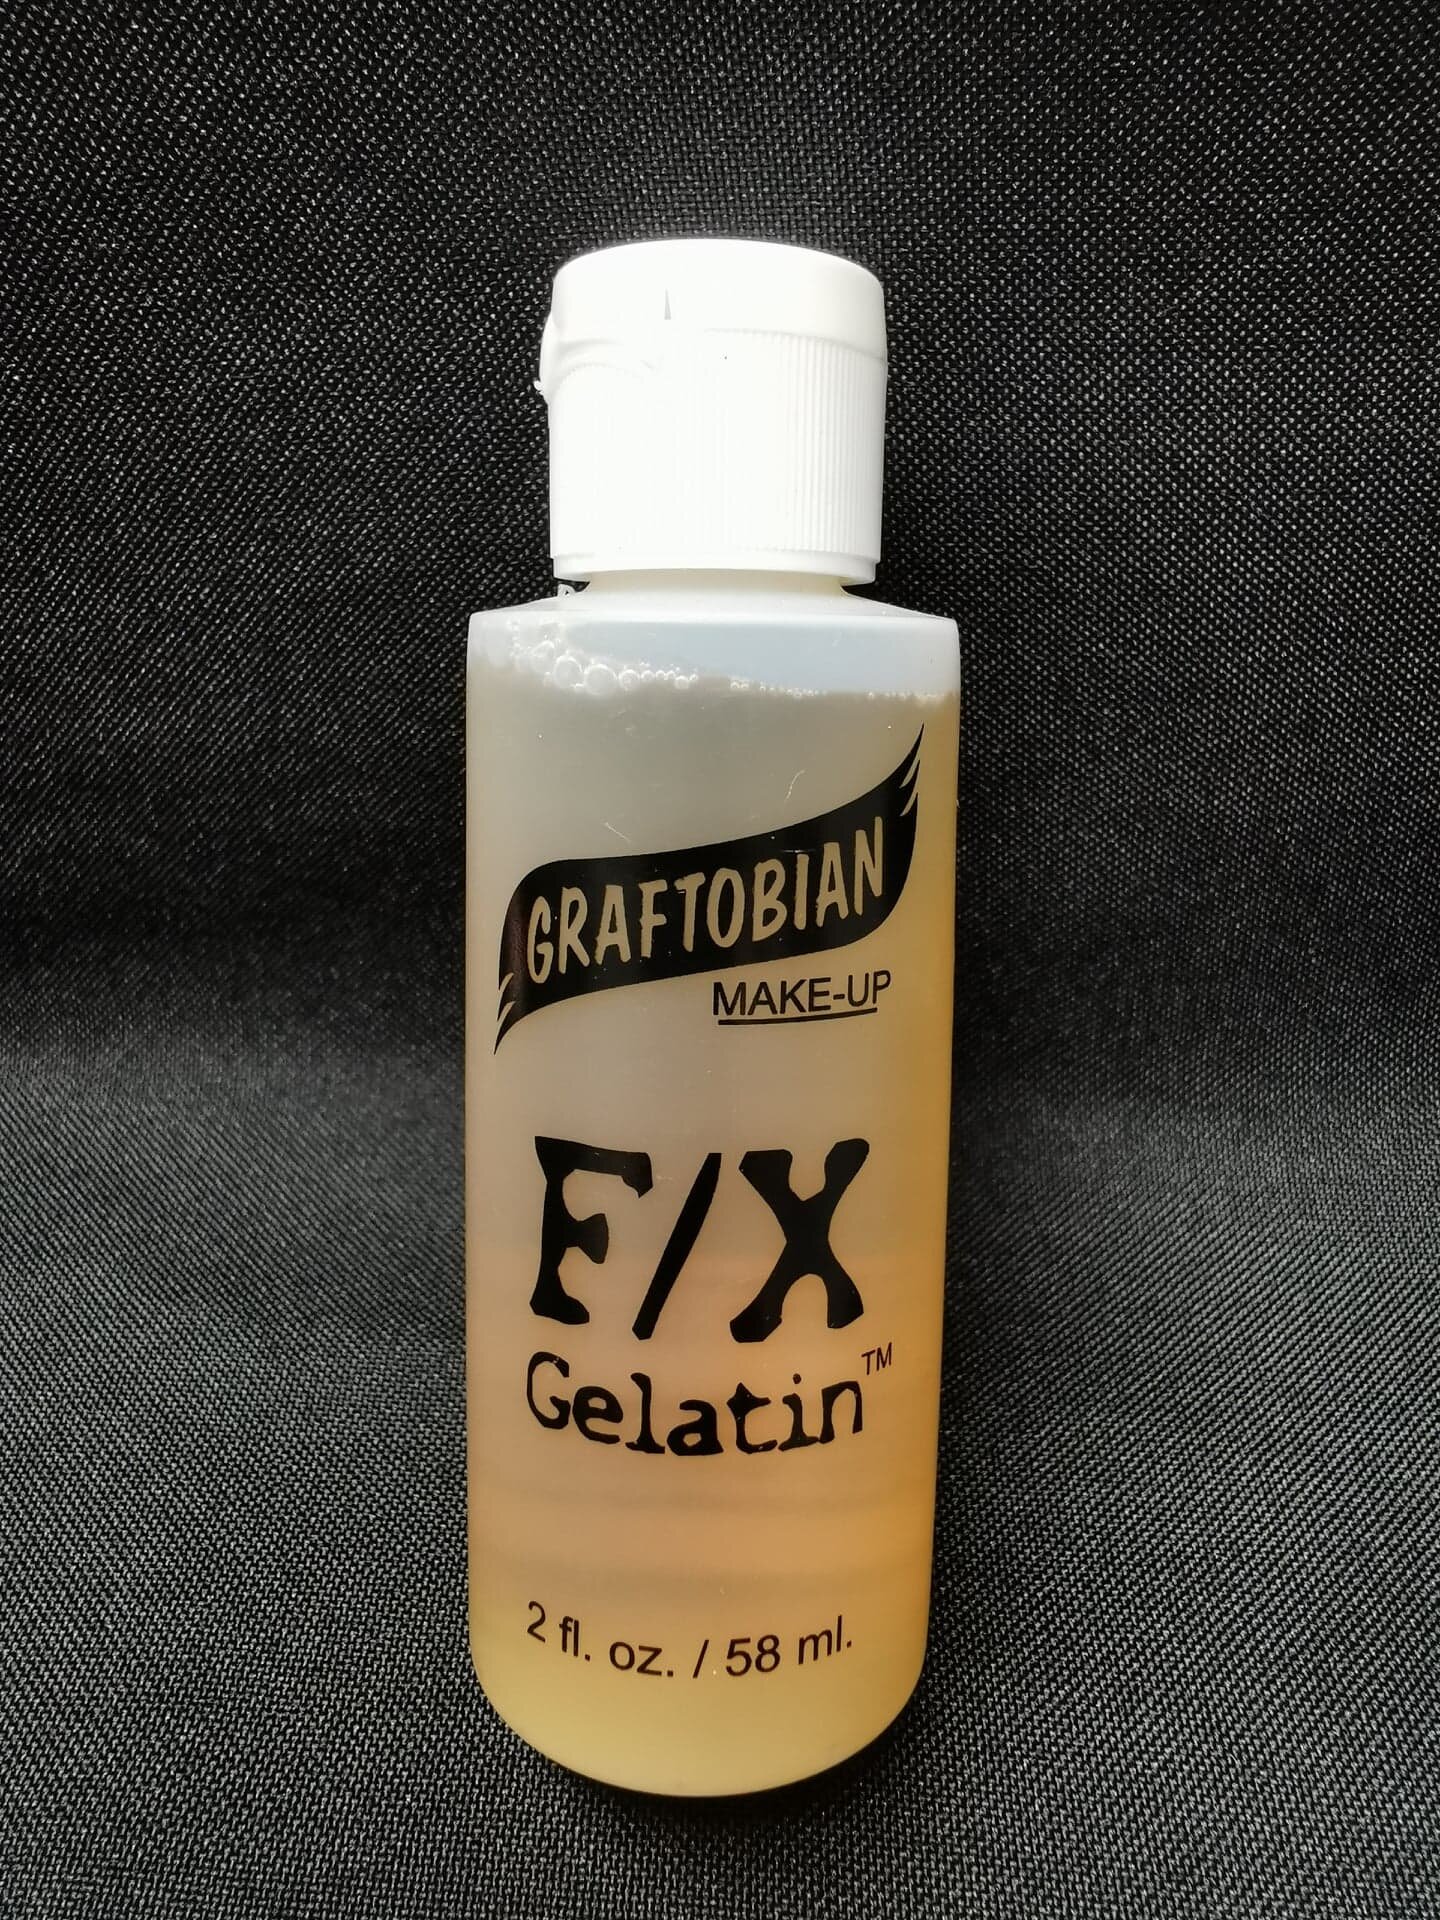 GRAFTOBIAN
MAKE-UP
F/X
Gelatin™
2 fl. oz. / 58 ml.